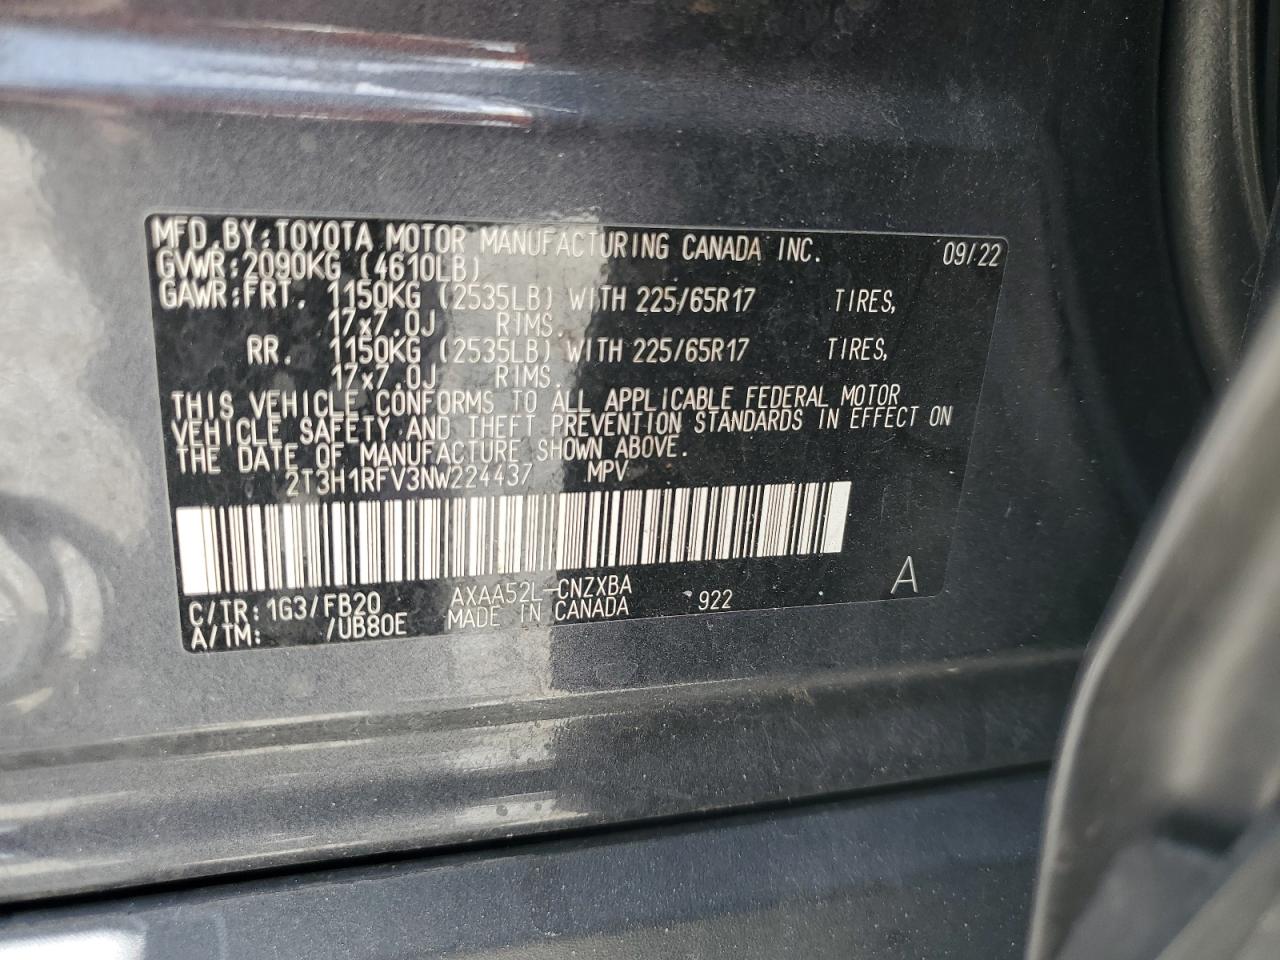 MFD.BY:TOYOTA MOTOR MANUFACTURING CANADA INC. 09/22
GVWR:2090KG (4610LB)
GAWR:FRT. 1150KG (2535LB) WITH 225/65R17 TIRES,
17x7.0J RIMS.
RR. 1150KG (2535LB) WITH 225/65R17 TIRES,
17x7.0J RIMS.
THIS VEHICLE CONFORMS TO ALL APPLICABLE FEDERAL MOTOR
VEHICLE SAFETY AND THEFT PREVENTION STANDARDS IN EFFECT ON
THE DATE OF MANUFACTURE SHOWN ABOVE.
2T3H1RFV3NW224437 MPV
A
C/TR:1G3/FB20 AXAA52L-CNZXBA 922
A/TM: /UB80E MADE IN CANADA